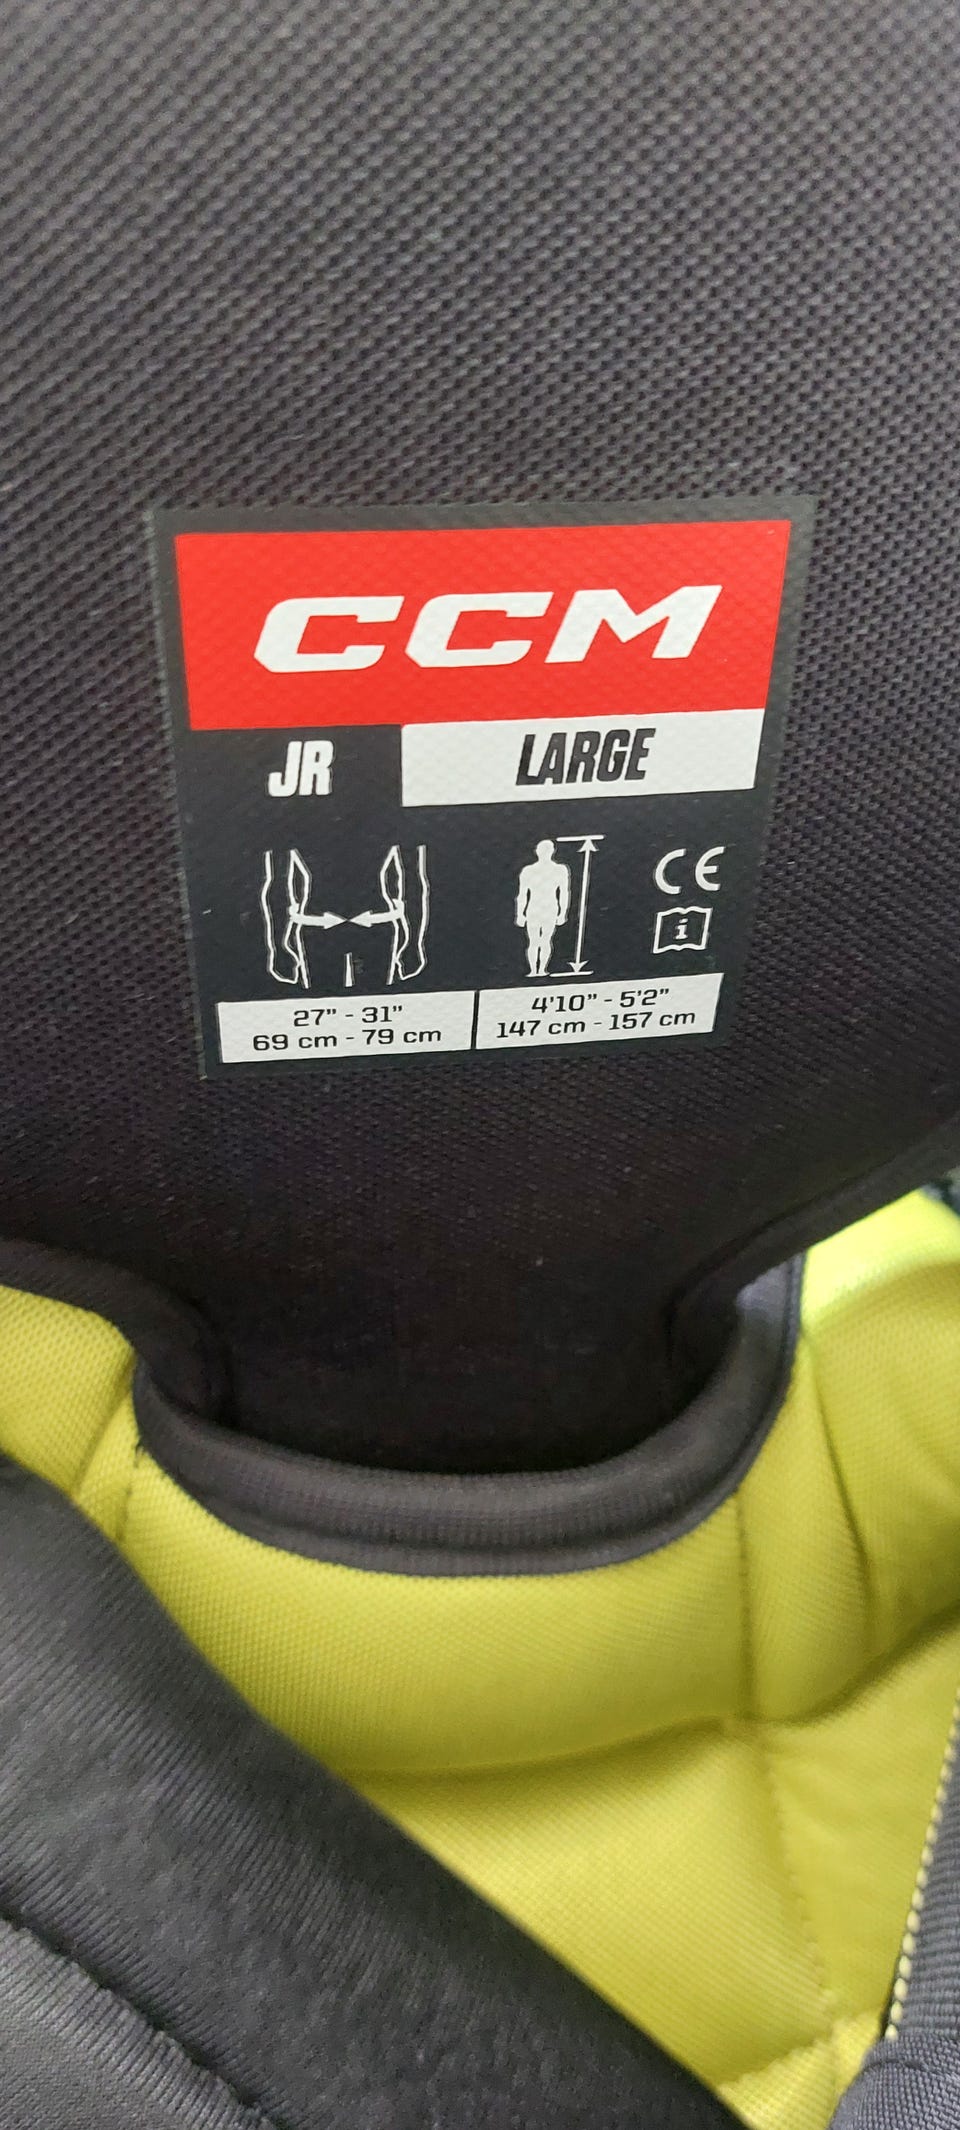 CCM
JR LARGE
CE
i
27” - 31”
69 cm - 79 cm
4'10” - 5'2”
147 cm - 157 cm